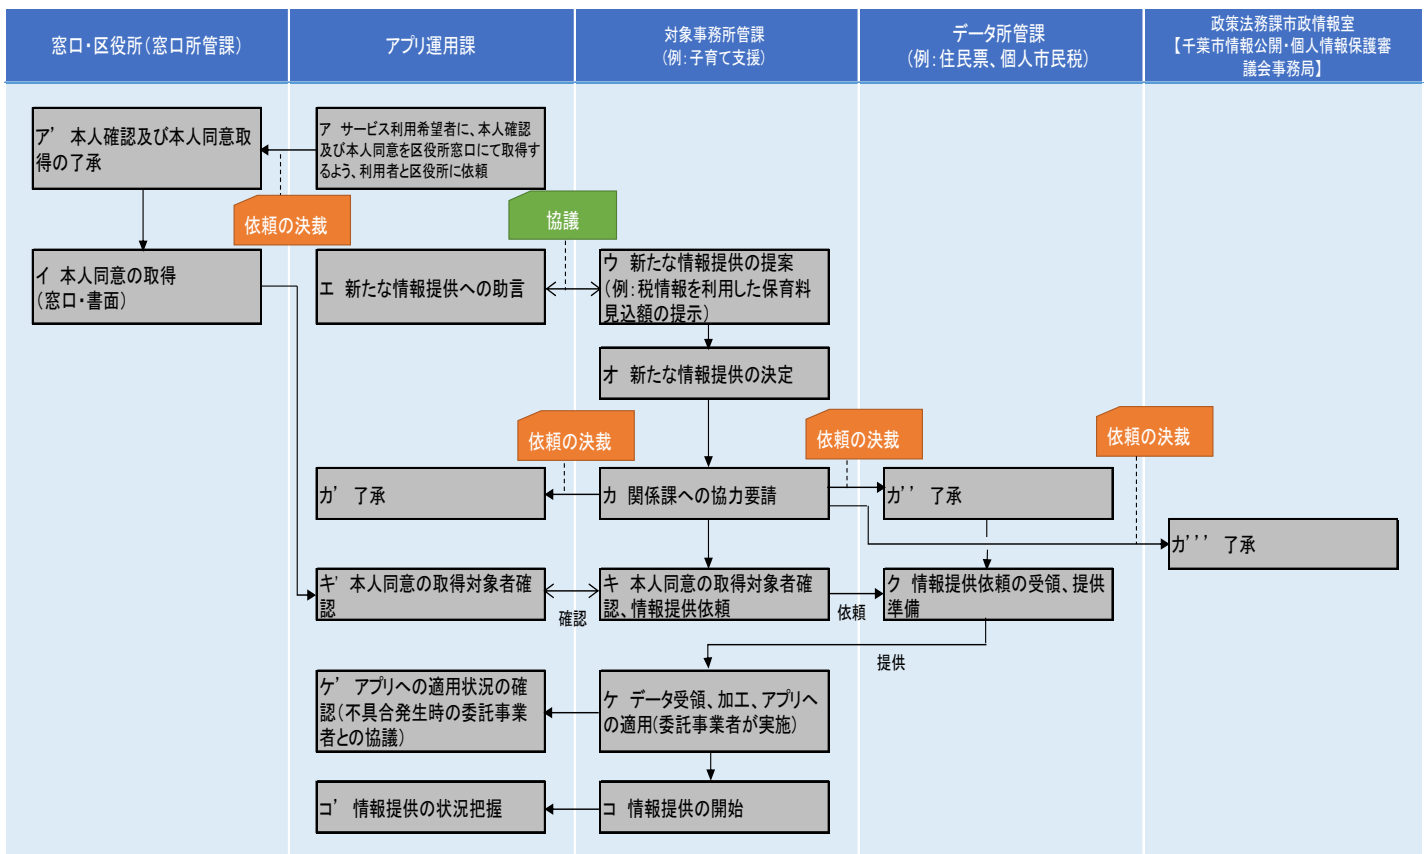 窓口・区役所（窓口所管課）
アプリ運用課
対象事務所管課
（例：子育て支援）
データ所管課
（例：住民票、個人市民税）
政策法務課市政情報室
【千葉市情報公開・個人情報保護審
議会事務局】
ア’　本人確認及び本人同意取
得の了承
ア　サービス利用希望者に、本人確認
及び本人同意を区役所窓口にて取得す
るよう、利用者と区役所に依頼
依頼の決裁
協議
イ　本人同意の取得
（窓口・書面）
エ　新たな情報提供への助言
ウ　新たな情報提供の提案
（例：税情報を利用した保育料
見込額の提示）
オ　新たな情報提供の決定
依頼の決裁
依頼の決裁
依頼の決裁
カ’　了承
カ　関係課への協力要請
カ’’　了承
カ’’’　了承
キ’　本人同意の取得対象者確
認
確認
キ　本人同意の取得対象者確
認、情報提供依頼
依頼
ク　情報提供依頼の受領、提供
準備
提供
ケ’　アプリへの適用状況の確
認（不具合発生時の委託事業
者との協議）
ケ　データ受領、加工、アプリへ
の適用（委託事業者が実施）
コ’　情報提供の状況把握
コ　情報提供の開始